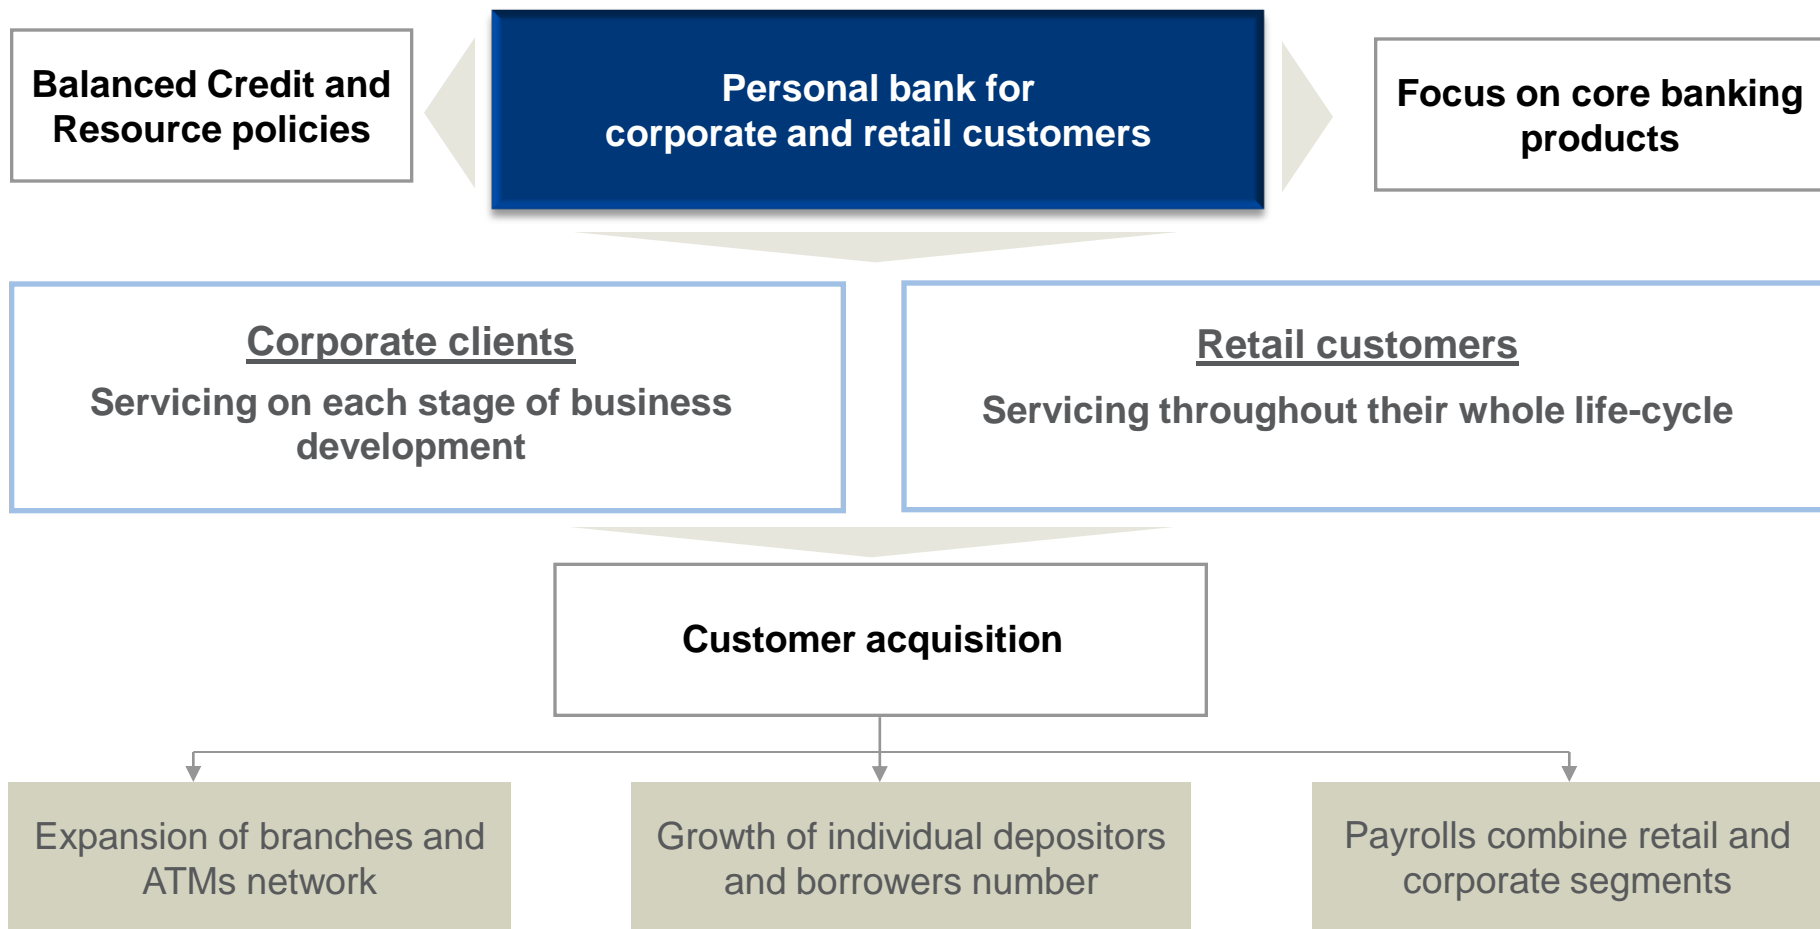 Balanced Credit and
Resource policies
Personal bank for
corporate and retail customers
Focus on core banking
products
Corporate clients
Servicing on each stage of business
development
Retail customers
Servicing throughout their whole life-cycle
Customer acquisition
Expansion of branches and
ATMs network
Growth of individual depositors
and borrowers number
Payrolls combine retail and
corporate segments